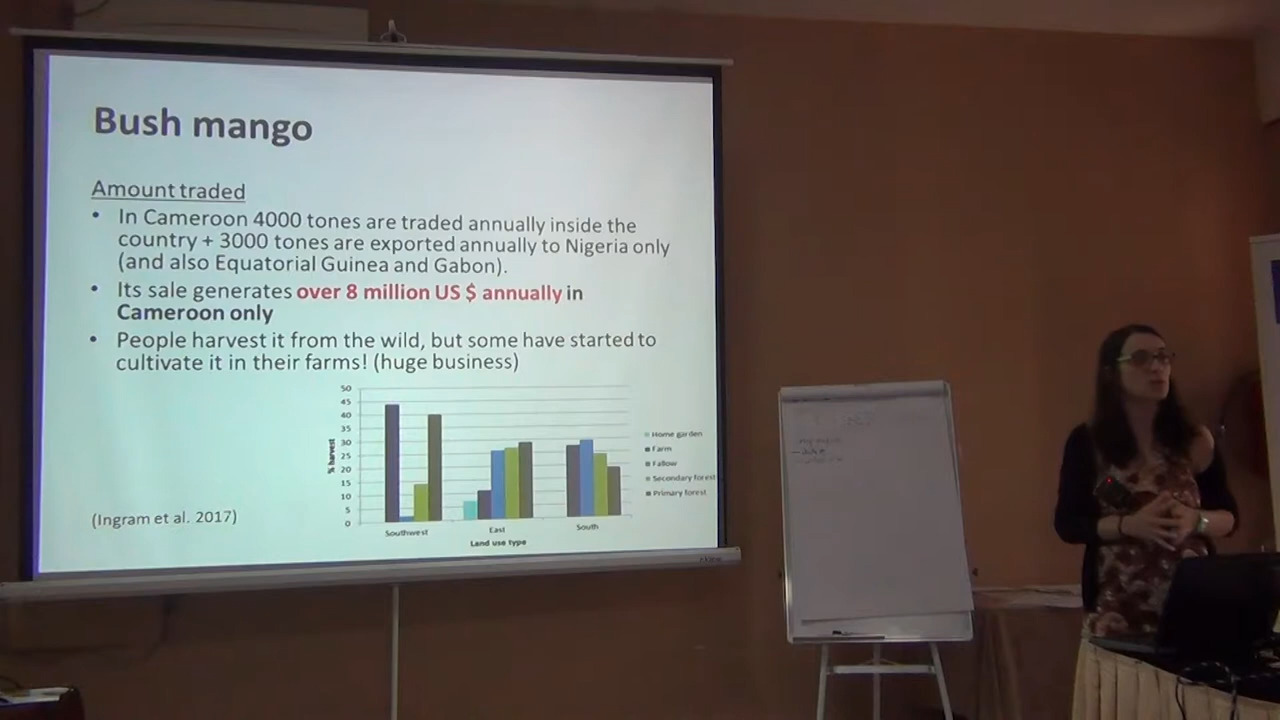 Bush mango
Amount traded
• In Cameroon 4000 tones are traded annually inside the
country + 3000 tones are exported annually to Nigeria only
(and also Equatorial Guinea and Gabon).
• Its sale generates over 8 million US $ annually in
Cameroon only
• People harvest it from the wild, but some have started to
cultivate it in their farms! (huge business)
50
45
40
35
30
25
20
15
10
5
0
% harvest
Southwest
East
South
Land use type
Home garden
Farm
Fallow
Secondary forest
Primary forest
(Ingram et al. 2017)